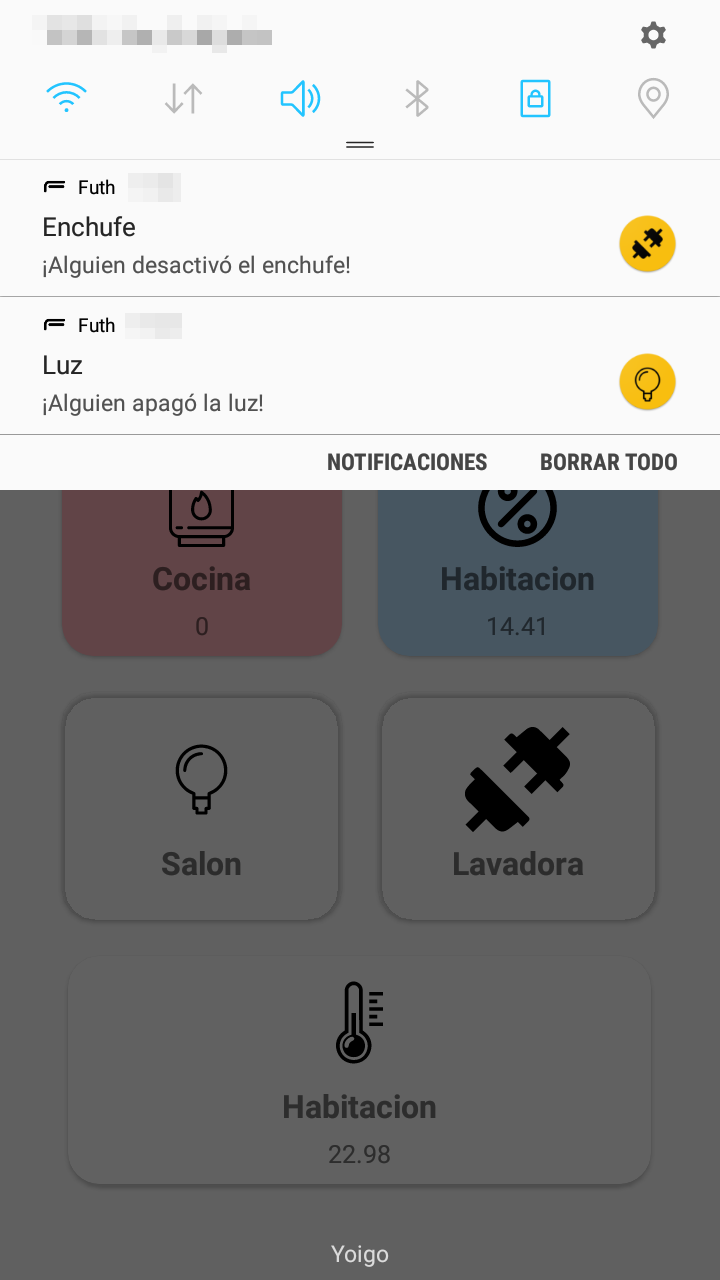 Futh
Enchufe
¡Alguien desactivó el enchufe!
Futh
Luz
¡Alguien apagó la luz!
NOTIFICACIONES BORRAR TODO
Cocina Habitacion
0 14.41
Salon Lavadora
Habitacion
22.98
Yoigo